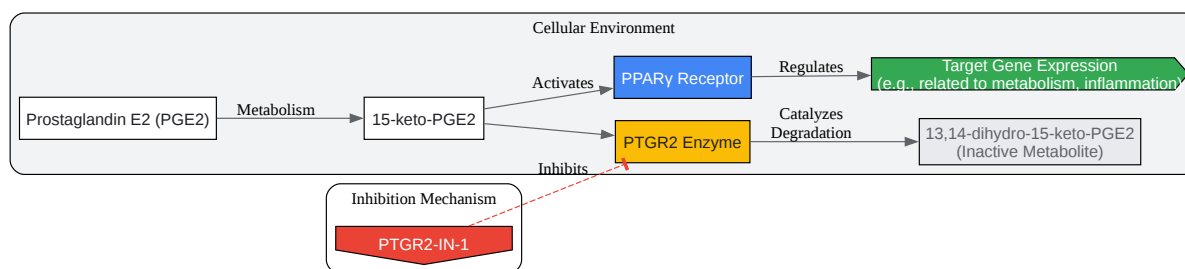 Cellular Environment
Prostaglandin E2 (PGE2)
Metabolism
15-keto-PGE2
Activates
PPARγ Receptor
Regulates
Target Gene Expression
(e.g., related to metabolism, inflammation)
PTGR2 Enzyme
Catalyzes
Degradation
13,14-dihydro-15-keto-PGE2
(Inactive Metabolite)
Inhibits
Inhibition Mechanism
PTGR2-IN-1